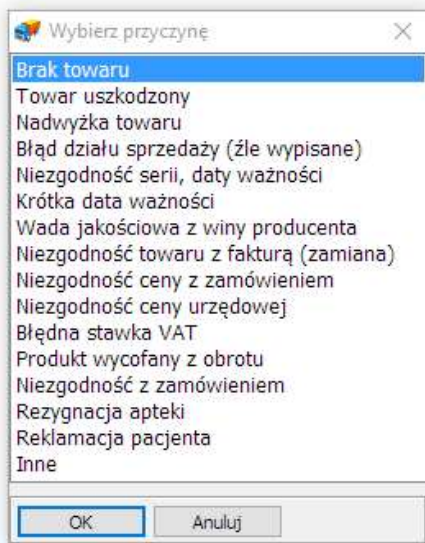 Wybierz przyczynę
Brak towaru
Towar uszkodzony
Nadwyżka towaru
Błąd działu sprzedaży (źle wypisane)
Niezgodność serii, daty ważności
Krótka data ważności
Wada jakościowa z winy producenta
Niezgodność towaru z fakturą (zamiana)
Niezgodność ceny z zamówieniem
Niezgodność ceny urzędowej
Błędna stawka VAT
Produkt wycofany z obrotu
Niezgodność z zamówieniem
Rezygnacja apteki
Reklamacja pacjenta
Inne
OK Anuluj